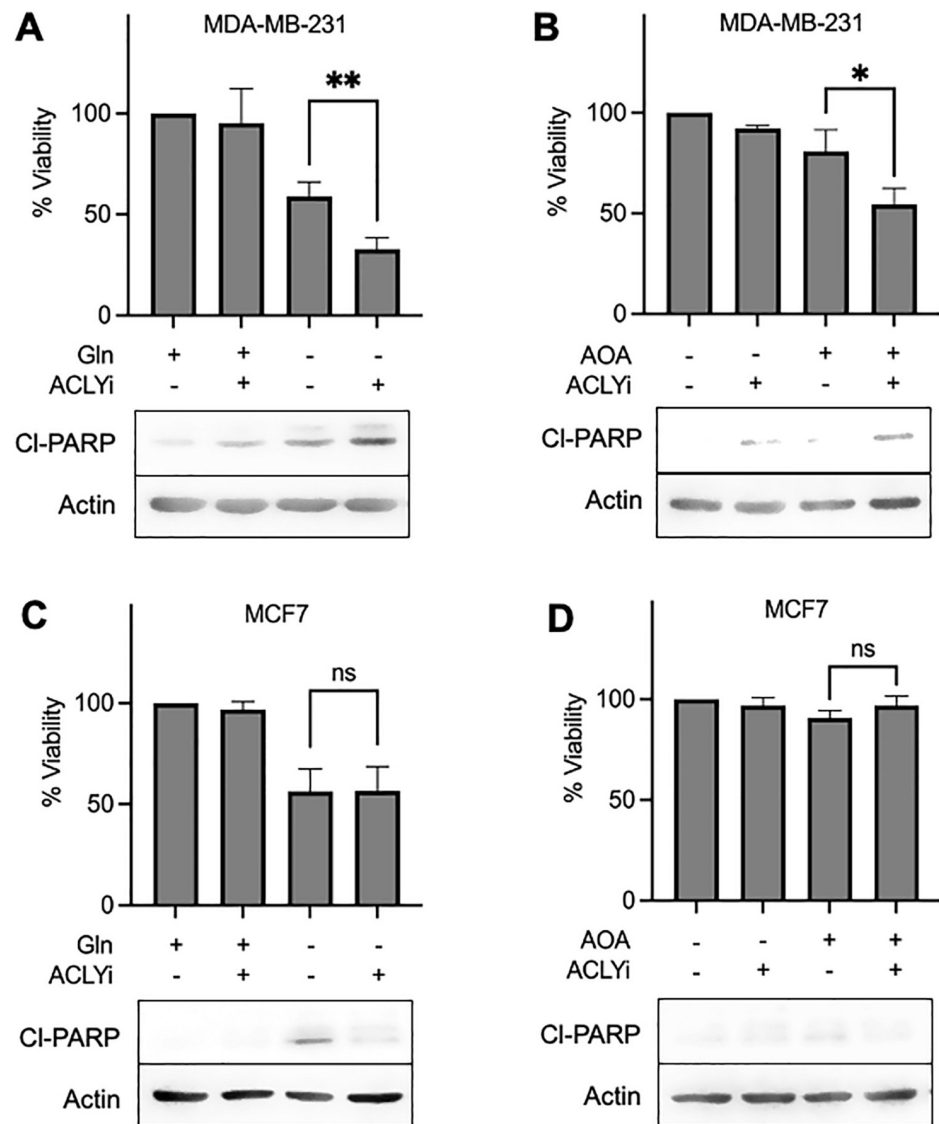 A
MDA-MB-231
**
% Viability
100
50
0
Gln + + - -
ACLYi - + - +
Cl-PARP
Actin
B
MDA-MB-231
*
% Viability
100
50
0
AOA - - + +
ACLYi - + - +
Cl-PARP
Actin
C
MCF7
ns
% Viability
100
50
0
Gln + + - -
ACLYi - + - +
Cl-PARP
Actin
D
MCF7
ns
% Viability
100
50
0
AOA - - + +
ACLYi - + - +
Cl-PARP
Actin